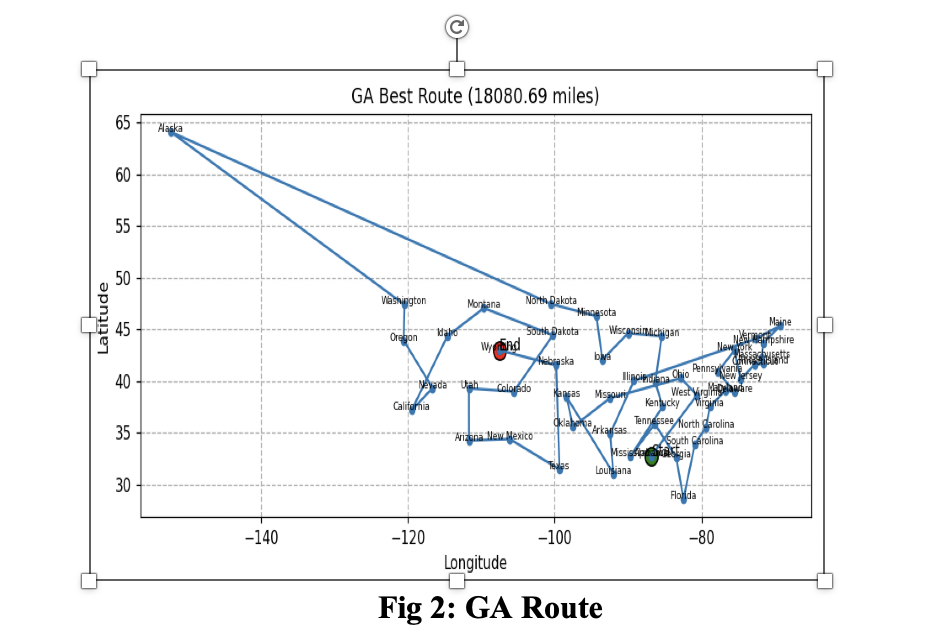 GA Best Route (18080.69 miles)
65
Alaska
60
55
50
Washington
Montana
North Dakota
Minnesota
Maine
45
Oregon
Idaho
South Dakota
Wisconsin
Michigan
Vermont
New Hampshire
End
New York
Massachusetts
Iowa
Nebraska
Pennsylvania
40
Nevada
Utah
Colorado
Kansas
Missouri
Illinois
Indiana
Ohio
New Jersey
West Virginia
Virginia
California
Kentucky
Oklahoma
Arkansas
Tennessee
North Carolina
35
Arizona
New Mexico
South Carolina
Start
Texas
Louisiana
30
Florida
−140
−120
−100
−80
Latitude
Longitude
Fig 2: GA Route